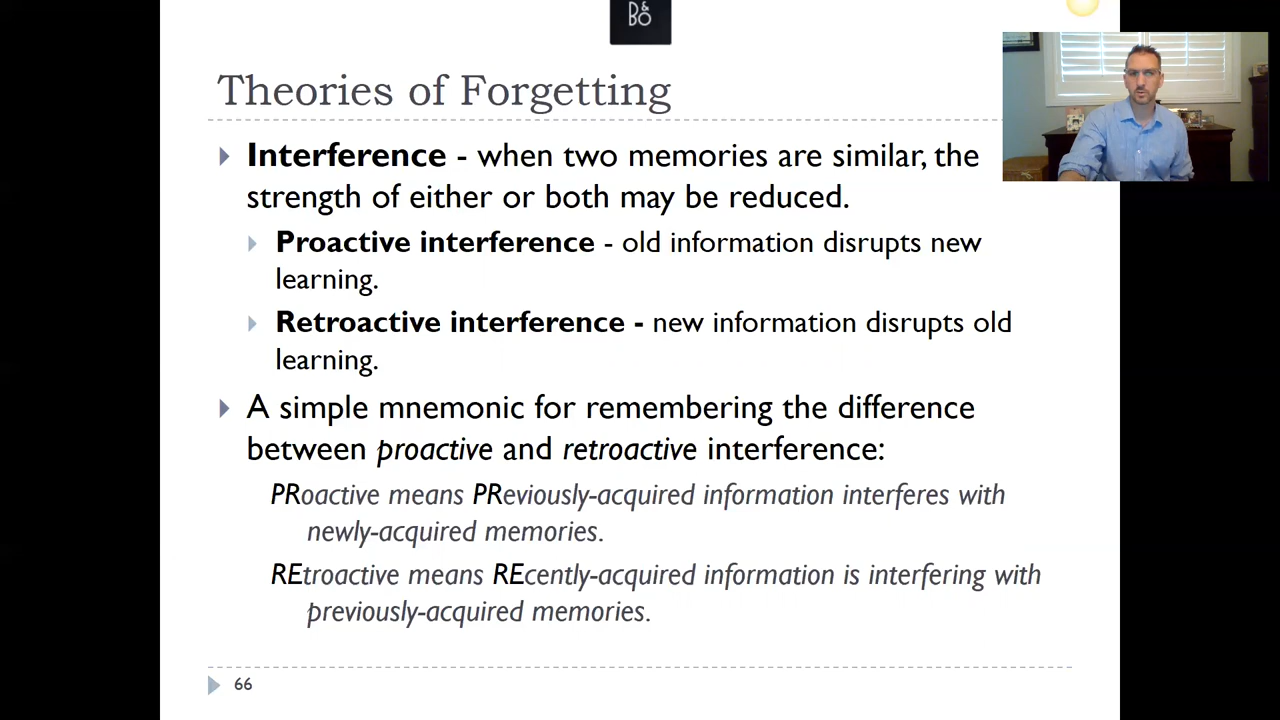 B&
BO
Theories of Forgetting
Interference - when two memories are similar, the
strength of either or both may be reduced.
Proactive interference - old information disrupts new
learning.
Retroactive interference - new information disrupts old
learning.
A simple mnemonic for remembering the difference
between proactive and retroactive interference:
PRoactive means PReviously-acquired information interferes with
newly-acquired memories.
REtroactive means REcently-acquired information is interfering with
previously-acquired memories.
66